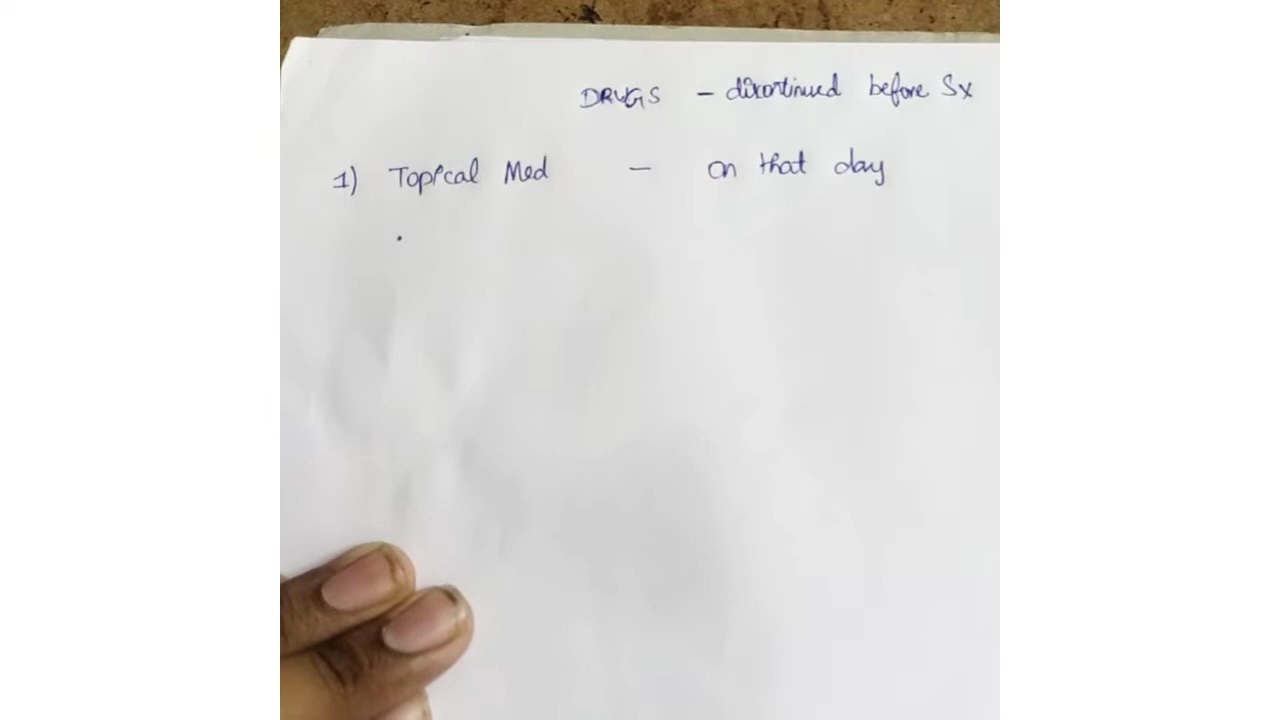 DRUGS - discontinued before Sx
1) Topical Med - on that day